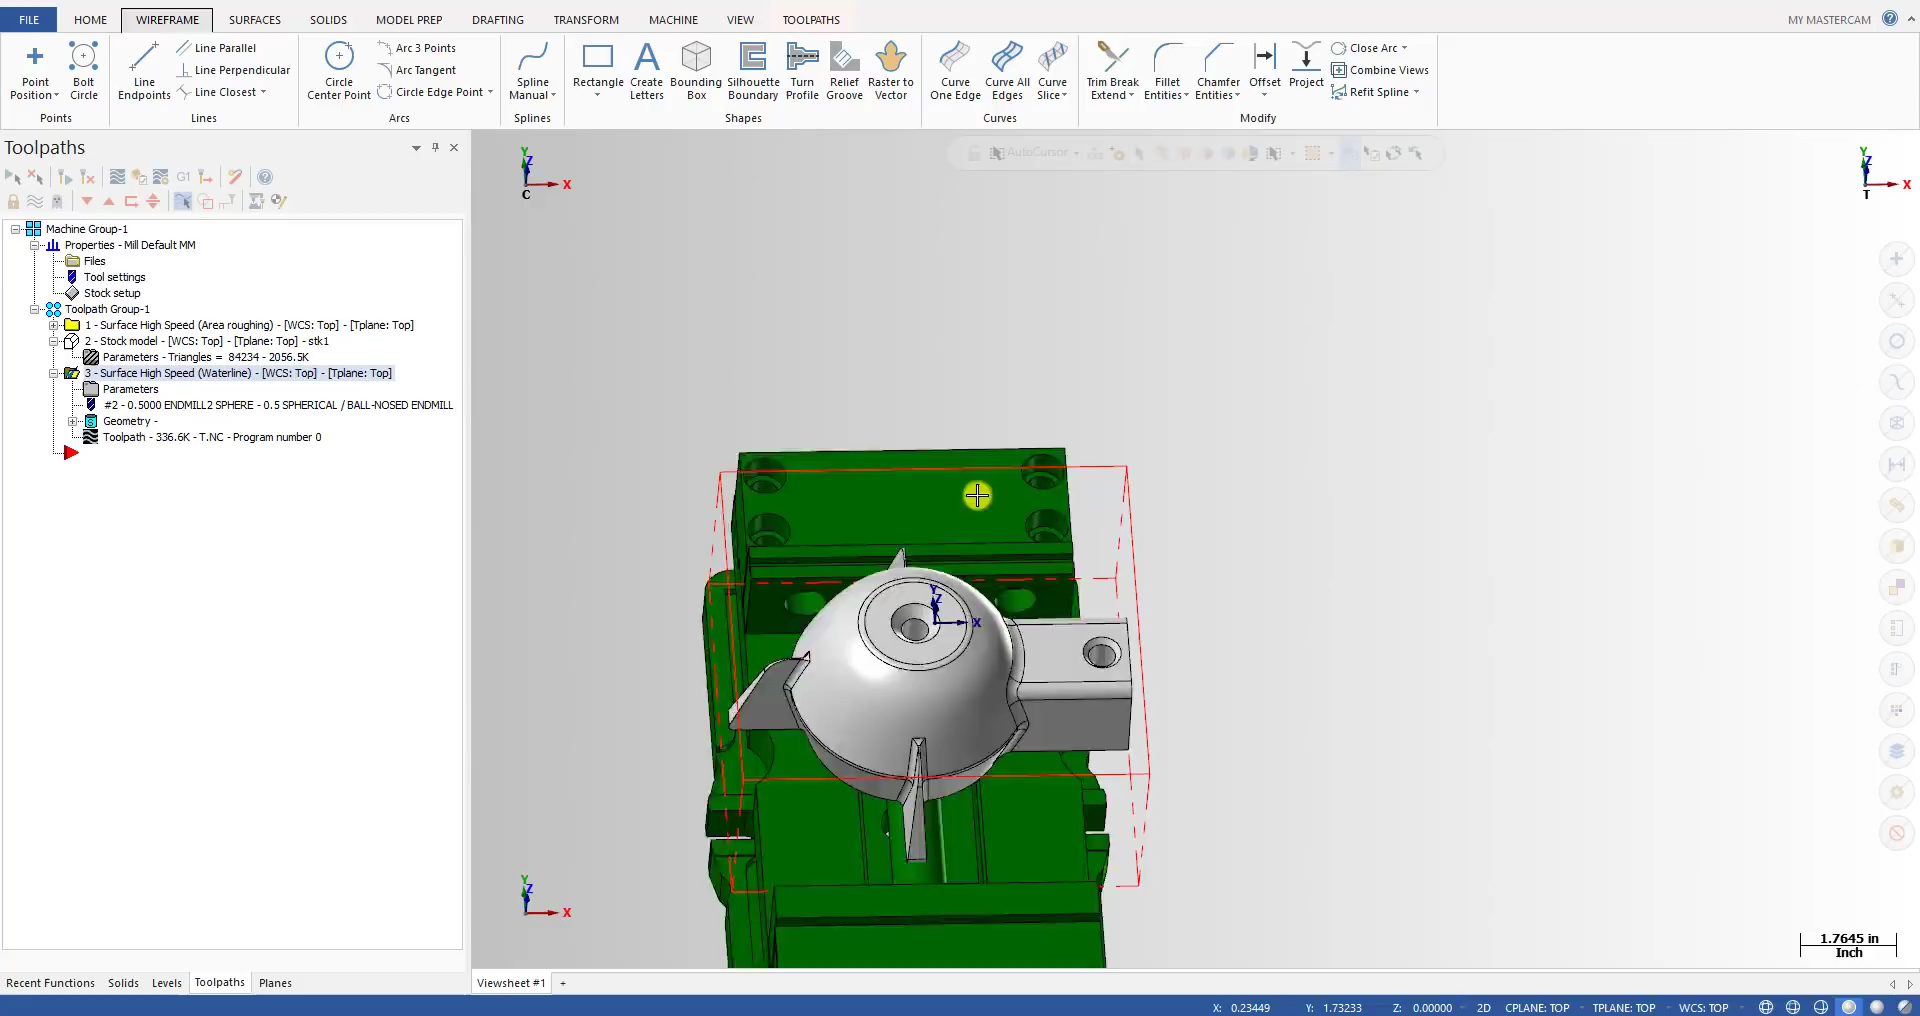 FILE HOME WIREFRAME SURFACES SOLIDS MODEL PREP DRAFTING TRANSFORM MACHINE VIEW TOOLPATHS MY MASTERCAM
Point Position
Bolt Circle
Points
Line Endpoints
Line Parallel
Line Perpendicular
Line Closest
Lines
Circle Center Point
Arc 3 Points
Arc Tangent
Circle Edge Point
Arcs
Spline Manual
Splines
Rectangle
Create Letters
Bounding Box
Silhouette Boundary
Turn Profile
Relief Groove
Raster to Vector
Shapes
Curve One Edge
Curve All Edges
Curve Slice
Curves
Trim Break Extend
Fillet Entities
Chamfer Entities
Offset
Project
Close Arc
Combine Views
Refit Spline
Modify
Toolpaths
G1
Machine Group-1
Properties - Mill Default MM
Files
Tool settings
Stock setup
Toolpath Group-1
1 - Surface High Speed (Area roughing) - [WCS: Top] - [Tplane: Top]
2 - Stock model - [WCS: Top] - [Tplane: Top] - stk1
Parameters - Triangles = 84234 - 2056.5K
3 - Surface High Speed (Waterline) - [WCS: Top] - [Tplane: Top]
Parameters
#2 - 0.5000 ENDMILL2 SPHERE - 0.5 SPHERICAL / BALL-NOSED ENDMILL
Geometry -
Toolpath - 336.6K - T.NC - Program number 0
AutoCursor
Y
Z
X
C
Y
Z
X
T
Y
Z
X
Y
Z
X
1.7645 in
Inch
Recent Functions Solids Levels Toolpaths Planes
Viewsheet #1 +
X: 0.23449 Y: 1.73233 Z: 0.00000 2D CPLANE: TOP TPLANE: TOP WCS: TOP